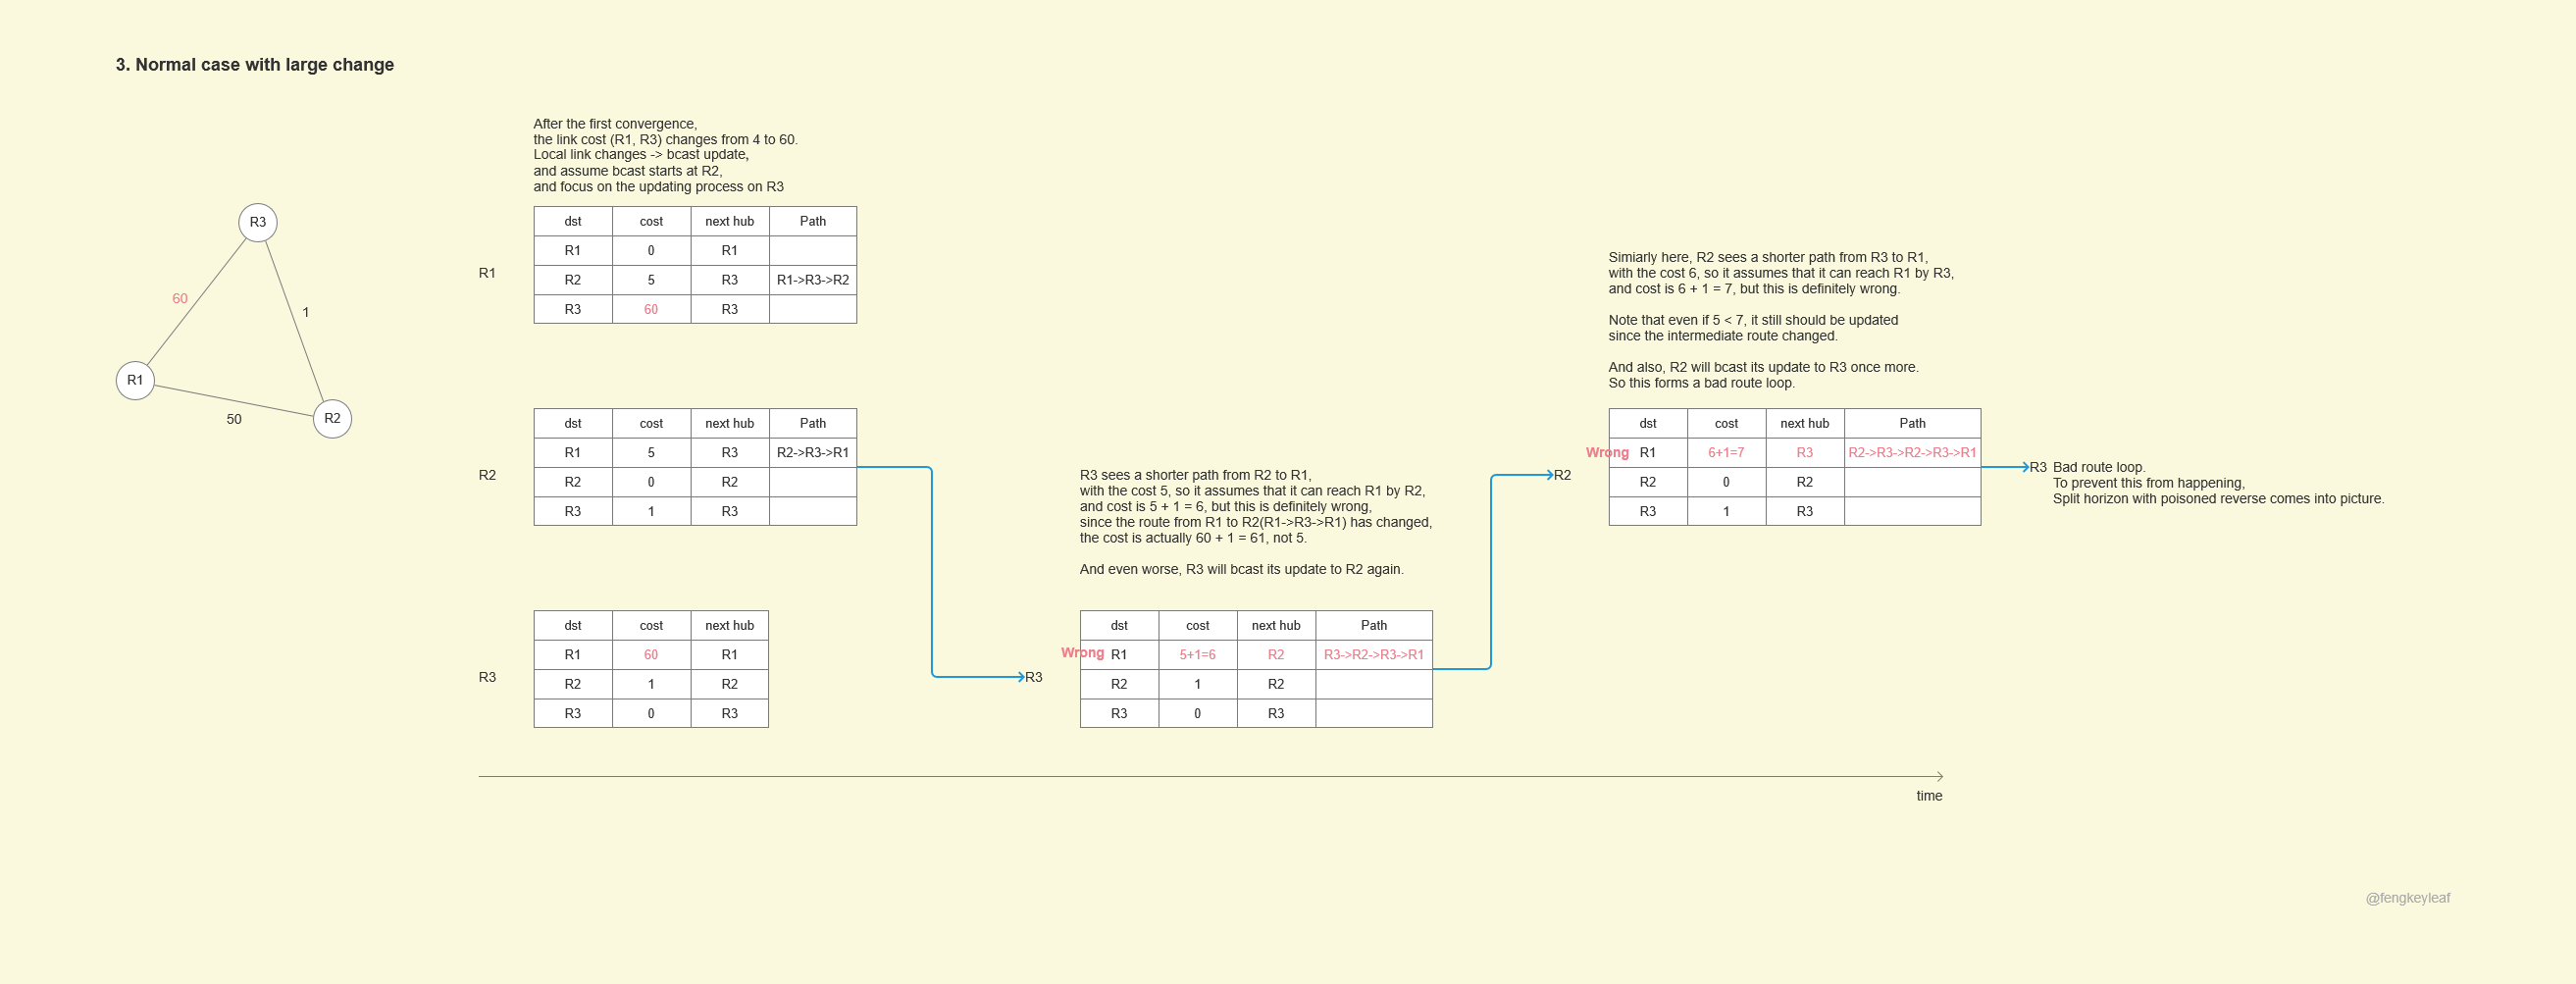 3. Normal case with large change
After the first convergence,
the link cost (R1, R3) changes from 4 to 60.
Local link changes -> bcast update,
and assume bcast starts at R2,
and focus on the updating process on R3
R3
60
1
R1
50
R2
R1
dst cost next hub Path
R1 0 R1
R2 5 R3 R1->R3->R2
R3 60 R3
R2
dst cost next hub Path
R1 5 R3 R2->R3->R1
R2 0 R2
R3 1 R3
R3
dst cost next hub
R1 60 R1
R2 1 R2
R3 0 R3
R3 sees a shorter path from R2 to R1,
with the cost 5, so it assumes that it can reach R1 by R2,
and cost is 5 + 1 = 6, but this is definitely wrong,
since the route from R1 to R2(R1->R3->R1) has changed,
the cost is actually 60 + 1 = 61, not 5.
And even worse, R3 will bcast its update to R2 again.
R3
dst cost next hub Path
Wrong R1 5+1=6 R2 R3->R2->R3->R1
R2 1 R2
R3 0 R3
Simiarly here, R2 sees a shorter path from R3 to R1,
with the cost 6, so it assumes that it can reach R1 by R3,
and cost is 6 + 1 = 7, but this is definitely wrong.
Note that even if 5 < 7, it still should be updated
since the intermediate route changed.
And also, R2 will bcast its update to R3 once more.
So this forms a bad route loop.
R2
dst cost next hub Path
Wrong R1 6+1=7 R3 R2->R3->R2->R3->R1
R2 0 R2
R3 1 R3
R3 Bad route loop.
To prevent this from happening,
Split horizon with poisoned reverse comes into picture.
time
@fengkeyleaf